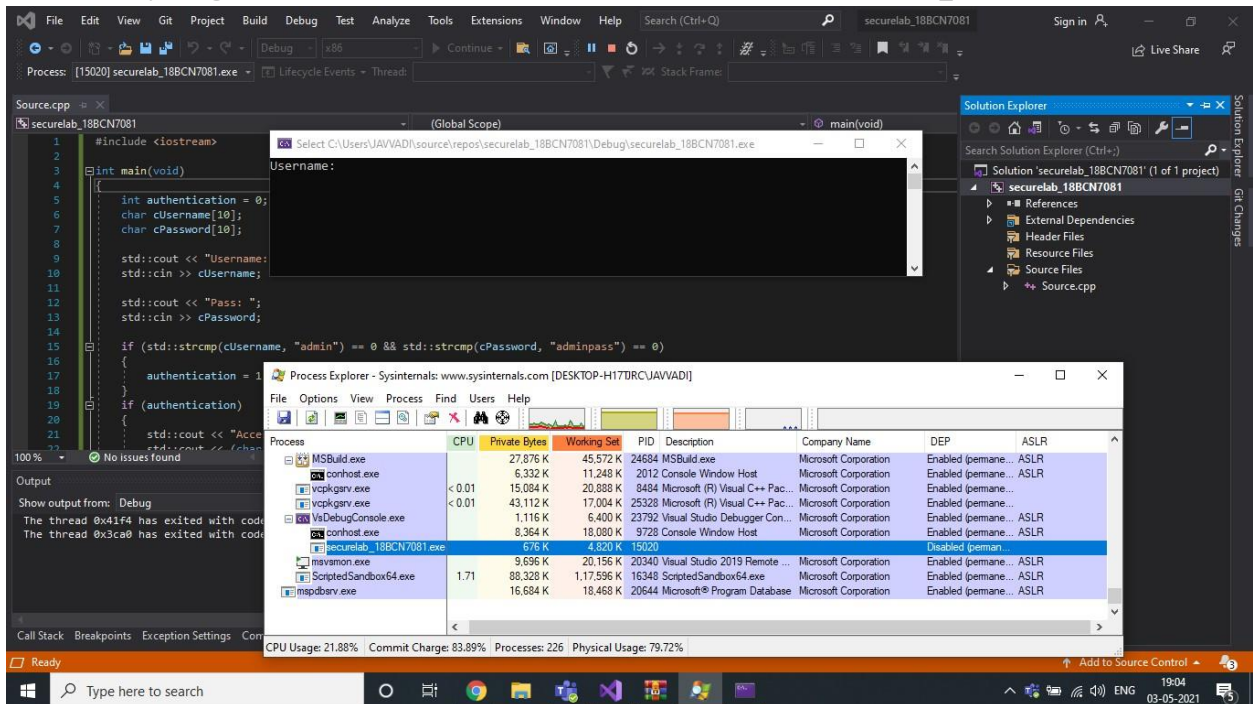 File Edit View Git Project Build Debug Test Analyze Tools Extensions Window Help Search (Ctrl+Q) securelab_18BCN7081 Sign in
Debug x86 Continue Live Share
Process: [15020] securelab_18BCN7081.exe Lifecycle Events Thread: Stack Frame:
Source.cpp
securelab_18BCN7081 (Global Scope) main(void)
1 #include <iostream>
2
3 int main(void)
4 {
5 int authentication = 0;
6 char cUsername[10];
7 char cPassword[10];
8
9 std::cout << "Username:
10 std::cin >> cUsername;
11
12 std::cout << "Pass: ";
13 std::cin >> cPassword;
14
15 if (std::strcmp(cUsername, "admin") == 0 && std::strcmp(cPassword, "adminpass") == 0)
16 {
17 authentication = 1
18 }
19 if (authentication)
20 {
21 std::cout << "Acce
22 std::cout << (char
100 % No issues found
Select C:\Users\JAVVADI\source\repos\securelab_18BCN7081\Debug\securelab_18BCN7081.exe
Username:
Solution Explorer
Search Solution Explorer (Ctrl+;)
Solution 'securelab_18BCN7081' (1 of 1 project)
securelab_18BCN7081
References
External Dependencies
Header Files
Resource Files
Source Files
Source.cpp
Solution Explorer
Git Changes
Output
Show output from: Debug
The thread 0x41f4 has exited with code
The thread 0x3ca0 has exited with code
Call Stack Breakpoints Exception Settings Com
Process Explorer - Sysinternals: www.sysinternals.com [DESKTOP-H17TJRC\JAVVADI]
File Options View Process Find Users Help
Process CPU Private Bytes Working Set PID Description Company Name DEP ASLR
MSBuild.exe 27,876 K 45,572 K 24684 MSBuild.exe Microsoft Corporation Enabled (permane... ASLR
conhost.exe 6,332 K 11,248 K 2012 Console Window Host Microsoft Corporation Enabled (permane... ASLR
vcpkgsrv.exe < 0.01 15,084 K 20,888 K 8484 Microsoft (R) Visual C++ Pac... Microsoft Corporation Enabled (permane...
vcpkgsrv.exe < 0.01 43,112 K 17,004 K 25328 Microsoft (R) Visual C++ Pac... Microsoft Corporation Enabled (permane...
VsDebugConsole.exe 1,116 K 6,400 K 23792 Visual Studio Debugger Con... Microsoft Corporation Enabled (permane... ASLR
conhost.exe 8,364 K 18,080 K 9728 Console Window Host Microsoft Corporation Enabled (permane... ASLR
securelab_18BCN7081.exe 676 K 4,820 K 15020 Disabled (perman...
msvsmon.exe 9,696 K 20,156 K 20340 Visual Studio 2019 Remote ... Microsoft Corporation Enabled (permane... ASLR
ScriptedSandbox64.exe 1.71 88,328 K 1,17,596 K 16348 ScriptedSandbox64.exe Microsoft Corporation Enabled (permane... ASLR
mspdbsrv.exe 16,684 K 18,468 K 20644 Microsoft® Program Database Microsoft Corporation Enabled (permane... ASLR
CPU Usage: 21.88% Commit Charge: 83.89% Processes: 226 Physical Usage: 79.72%
Ready Add to Source Control 3
Type here to search ENG 19:04
03-05-2021 5